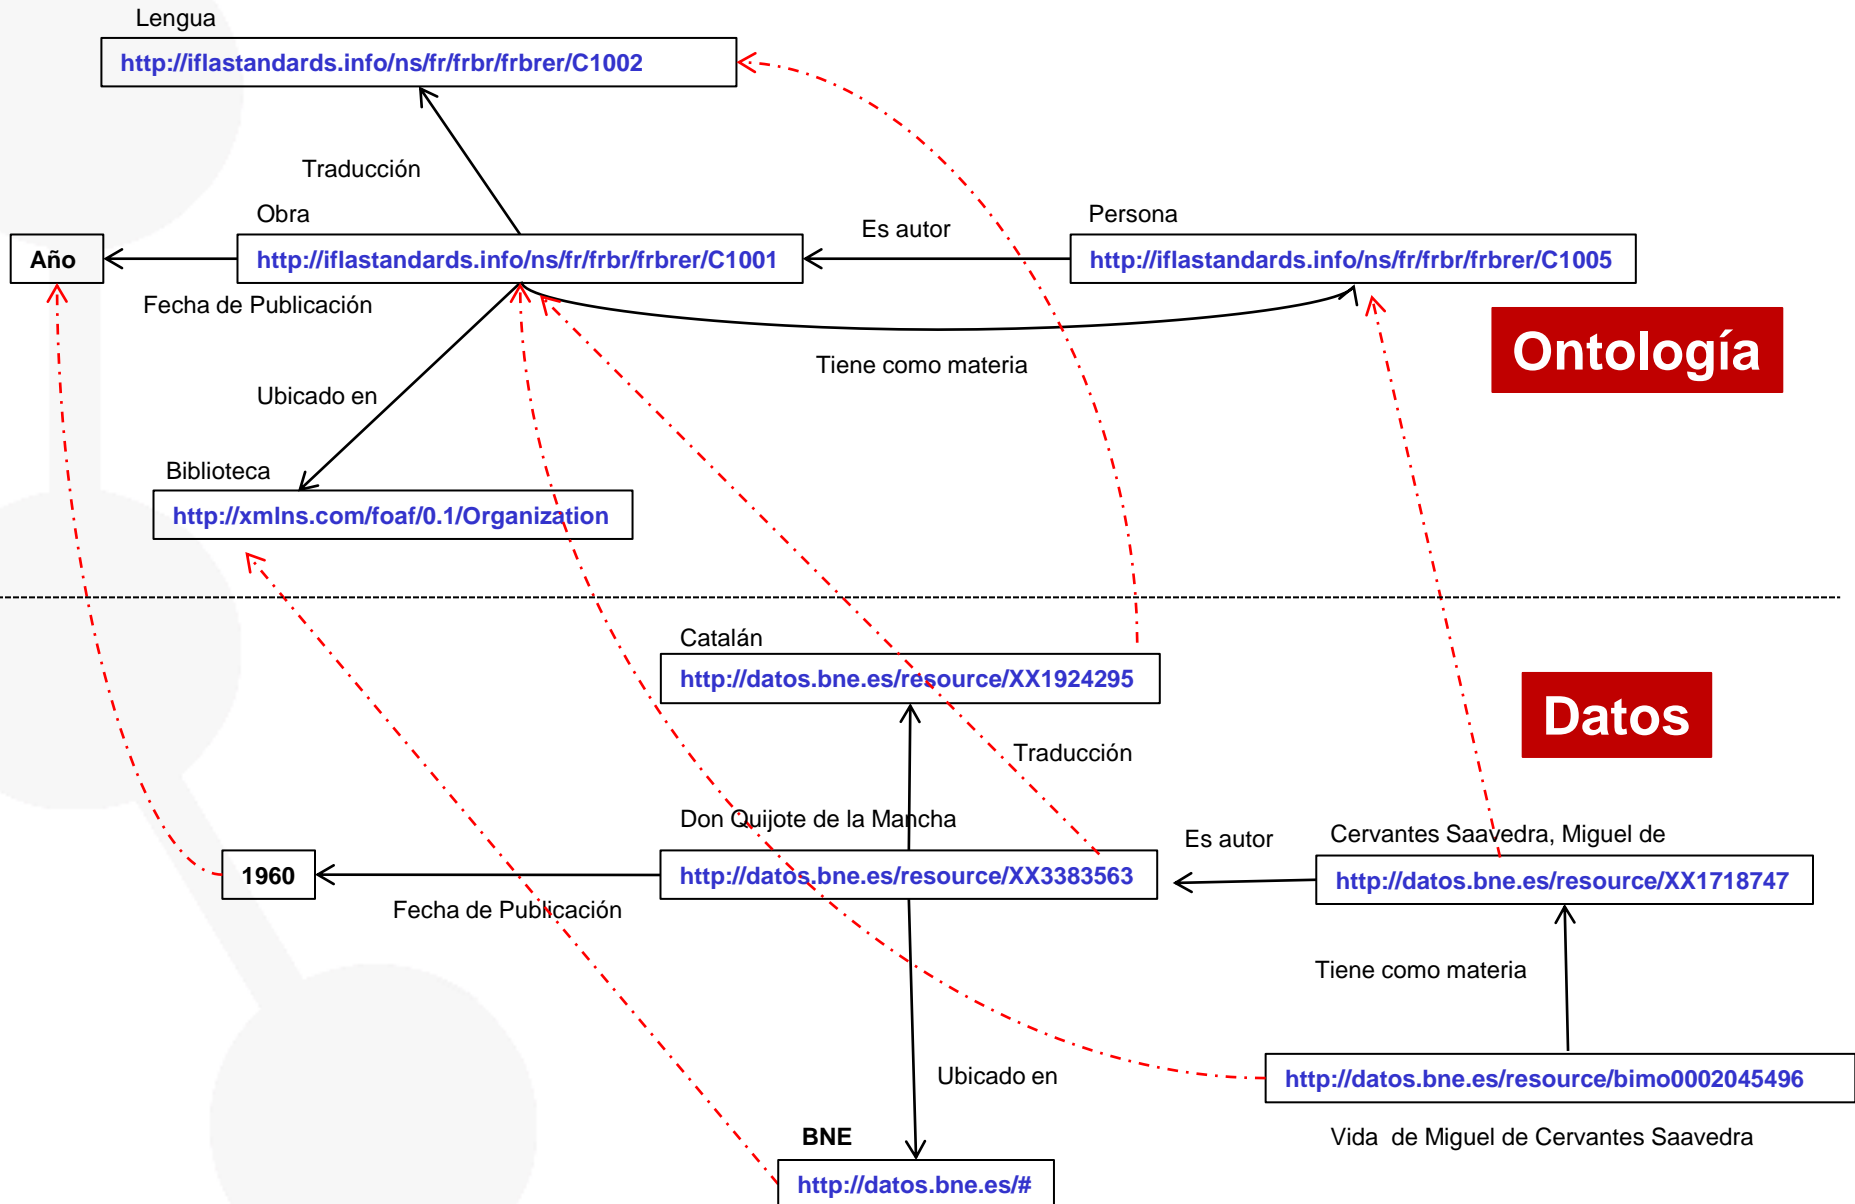 Lengua
http://iflastandards.info/ns/fr/frbr/frbrer/C1002
Traducción
Obra
Persona
Es autor
Año
http://iflastandards.info/ns/fr/frbr/frbrer/C1001
http://iflastandards.info/ns/fr/frbr/frbrer/C1005
Fecha de Publicación
Ontología
Tiene como materia
Ubicado en
Biblioteca
http://xmlns.com/foaf/0.1/Organization
Catalán
http://datos.bne.es/resource/XX1924295
Datos
Traducción
Don Quijote de la Mancha
Es autor
Cervantes Saavedra, Miguel de
1960
http://datos.bne.es/resource/XX3383563
http://datos.bne.es/resource/XX1718747
Fecha de Publicación
Tiene como materia
Ubicado en
http://datos.bne.es/resource/bimo0002045496
BNE
Vida de Miguel de Cervantes Saavedra
http://datos.bne.es/#